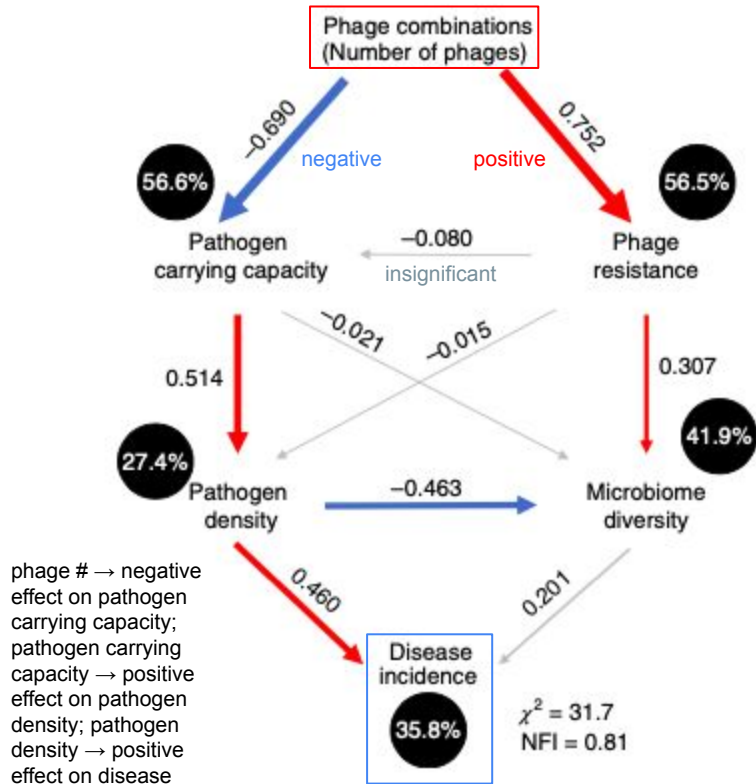 Phage combinations
(Number of phages)
−0.690
0.752
negative
positive
56.6%
56.5%
Pathogen
carrying capacity
−0.080
insignificant
Phage
resistance
−0.021
−0.015
0.514
0.307
27.4%
41.9%
Pathogen
density
−0.463
Microbiome
diversity
0.460
0.201
phage # → negative
effect on pathogen
carrying capacity;
pathogen carrying
capacity → positive
effect on pathogen
density; pathogen
density → positive
effect on disease
Disease
incidence
35.8%
χ² = 31.7
NFI = 0.81